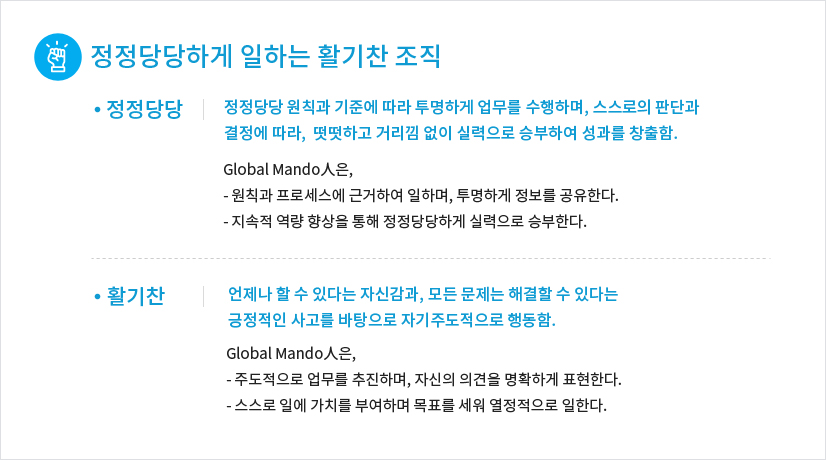 정정당당하게 일하는 활기찬 조직
• 정정당당
정정당당 원칙과 기준에 따라 투명하게 업무를 수행하며, 스스로의 판단과
결정에 따라, 떳떳하고 거리낌 없이 실력으로 승부하여 성과를 창출함.
Global Mando人은,
- 원칙과 프로세스에 근거하여 일하며, 투명하게 정보를 공유한다.
- 지속적 역량 향상을 통해 정정당당하게 실력으로 승부한다.
• 활기찬
언제나 할 수 있다는 자신감과, 모든 문제는 해결할 수 있다는
긍정적인 사고를 바탕으로 자기주도적으로 행동함.
Global Mando人은,
- 주도적으로 업무를 추진하며, 자신의 의견을 명확하게 표현한다.
- 스스로 일에 가치를 부여하며 목표를 세워 열정적으로 일한다.